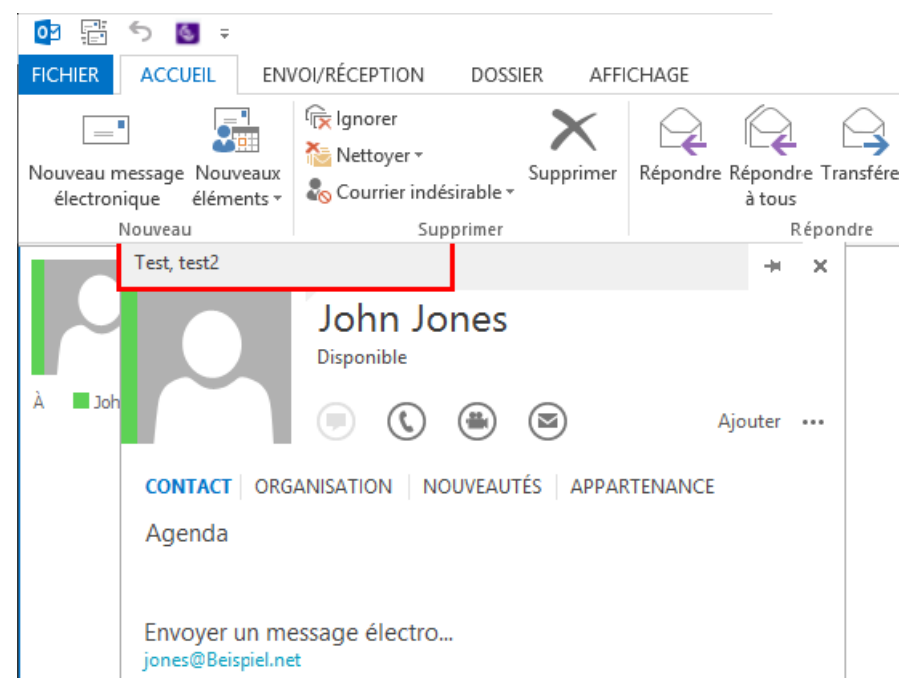 FICHIER ACCUEIL ENVOI/RÉCEPTION DOSSIER AFFICHAGE
Nouveau message électronique
Nouveaux éléments
Ignorer
Nettoyer
Courrier indésirable
Supprimer
Répondre
Répondre à tous
Transfére
Nouveau Supprimer Répondre
Test, test2
John Jones
Disponible
À Joh
Ajouter
CONTACT ORGANISATION NOUVEAUTÉS APPARTENANCE
Agenda
Envoyer un message électro...
jones@Beispiel.net